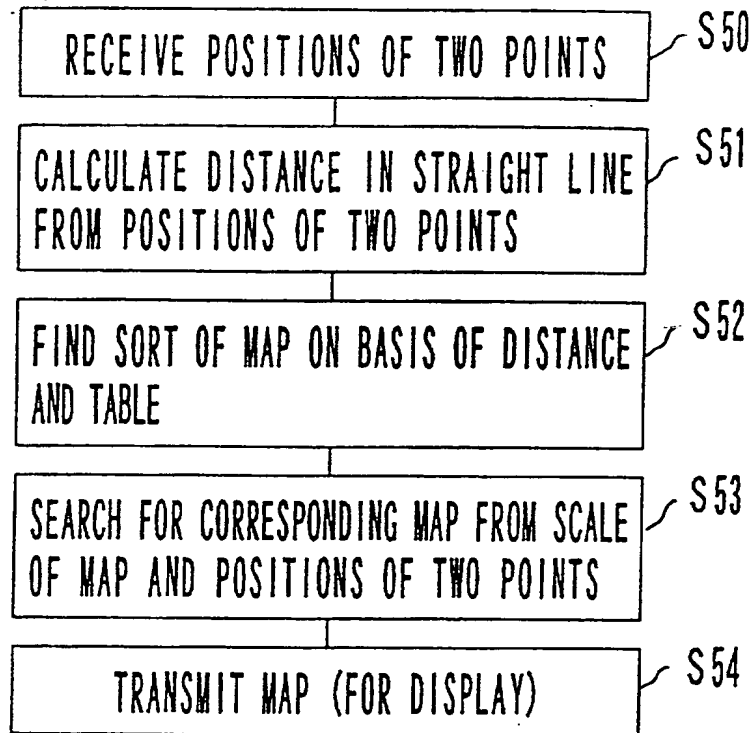 RECEIVE POSITIONS OF TWO POINTS
S50
CALCULATE DISTANCE IN STRAIGHT LINE
FROM POSITIONS OF TWO POINTS
S51
FIND SORT OF MAP ON BASIS OF DISTANCE
AND TABLE
S52
SEARCH FOR CORRESPONDING MAP FROM SCALE
OF MAP AND POSITIONS OF TWO POINTS
S53
TRANSMIT MAP (FOR DISPLAY)
S54